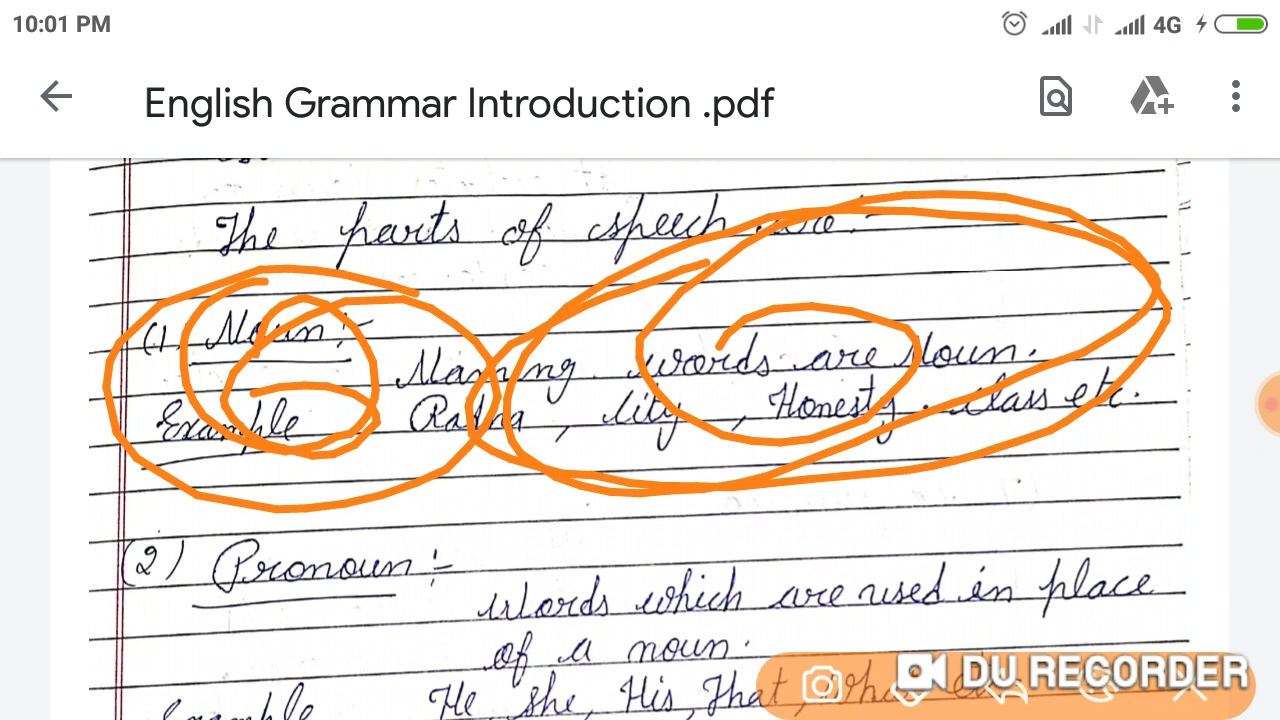 10:01 PM
4G
English Grammar Introduction .pdf
The parts of speech are:-
(1) Noun:-
Naming words are Noun.
Example Ratna, City, Honesty. class etc.
(2) Pronoun:-
Words which are used in place
of a noun.
Example He she, His, That,
DU RECORDER